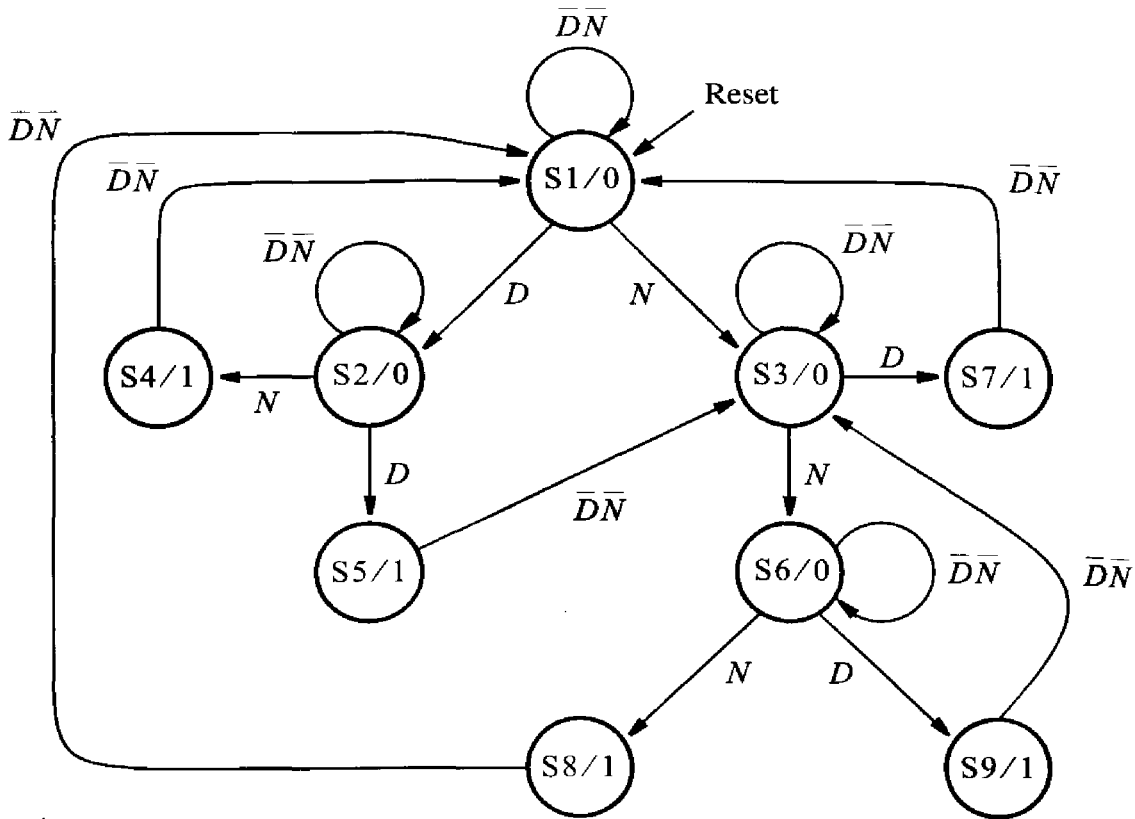 D̅N̅
Reset
D̅N̅
S1/0
D̅N̅
D̅N̅
D̅N̅
D̅N̅
D
N
S4/1
N
S2/0
S3/0
D
S7/1
D
N
D̅N̅
S5/1
S6/0
D̅N̅
D̅N̅
N
D
S8/1
S9/1